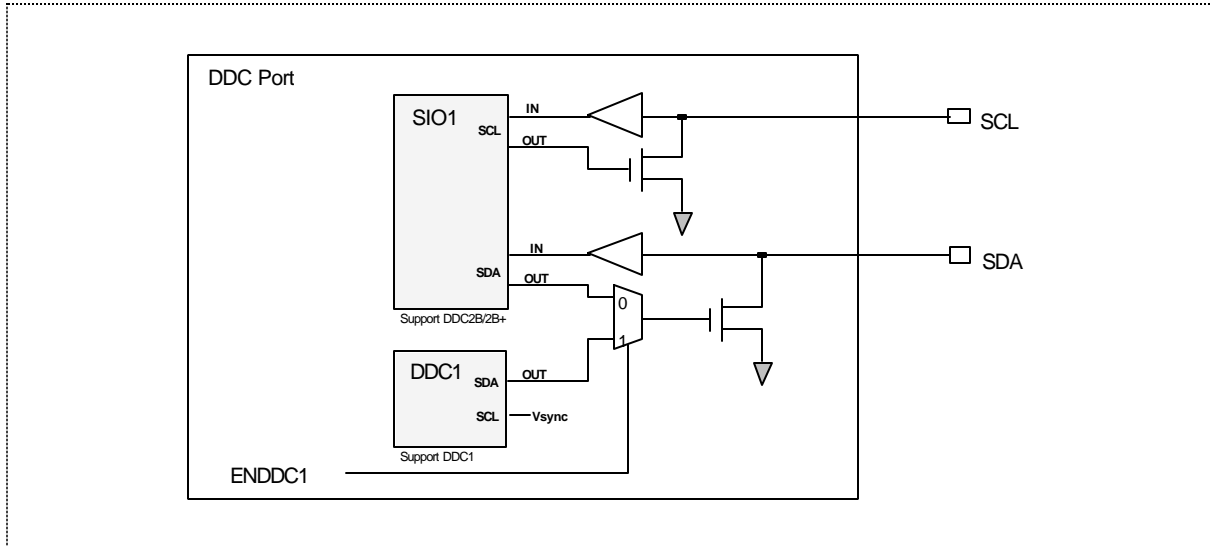 DDC Port
SIO1
SCL
IN
OUT
SCL
SDA
IN
OUT
SDA
0
1
Support DDC2B/2B+
DDC1
SDA
OUT
SCL
Vsync
Support DDC1
ENDDC1